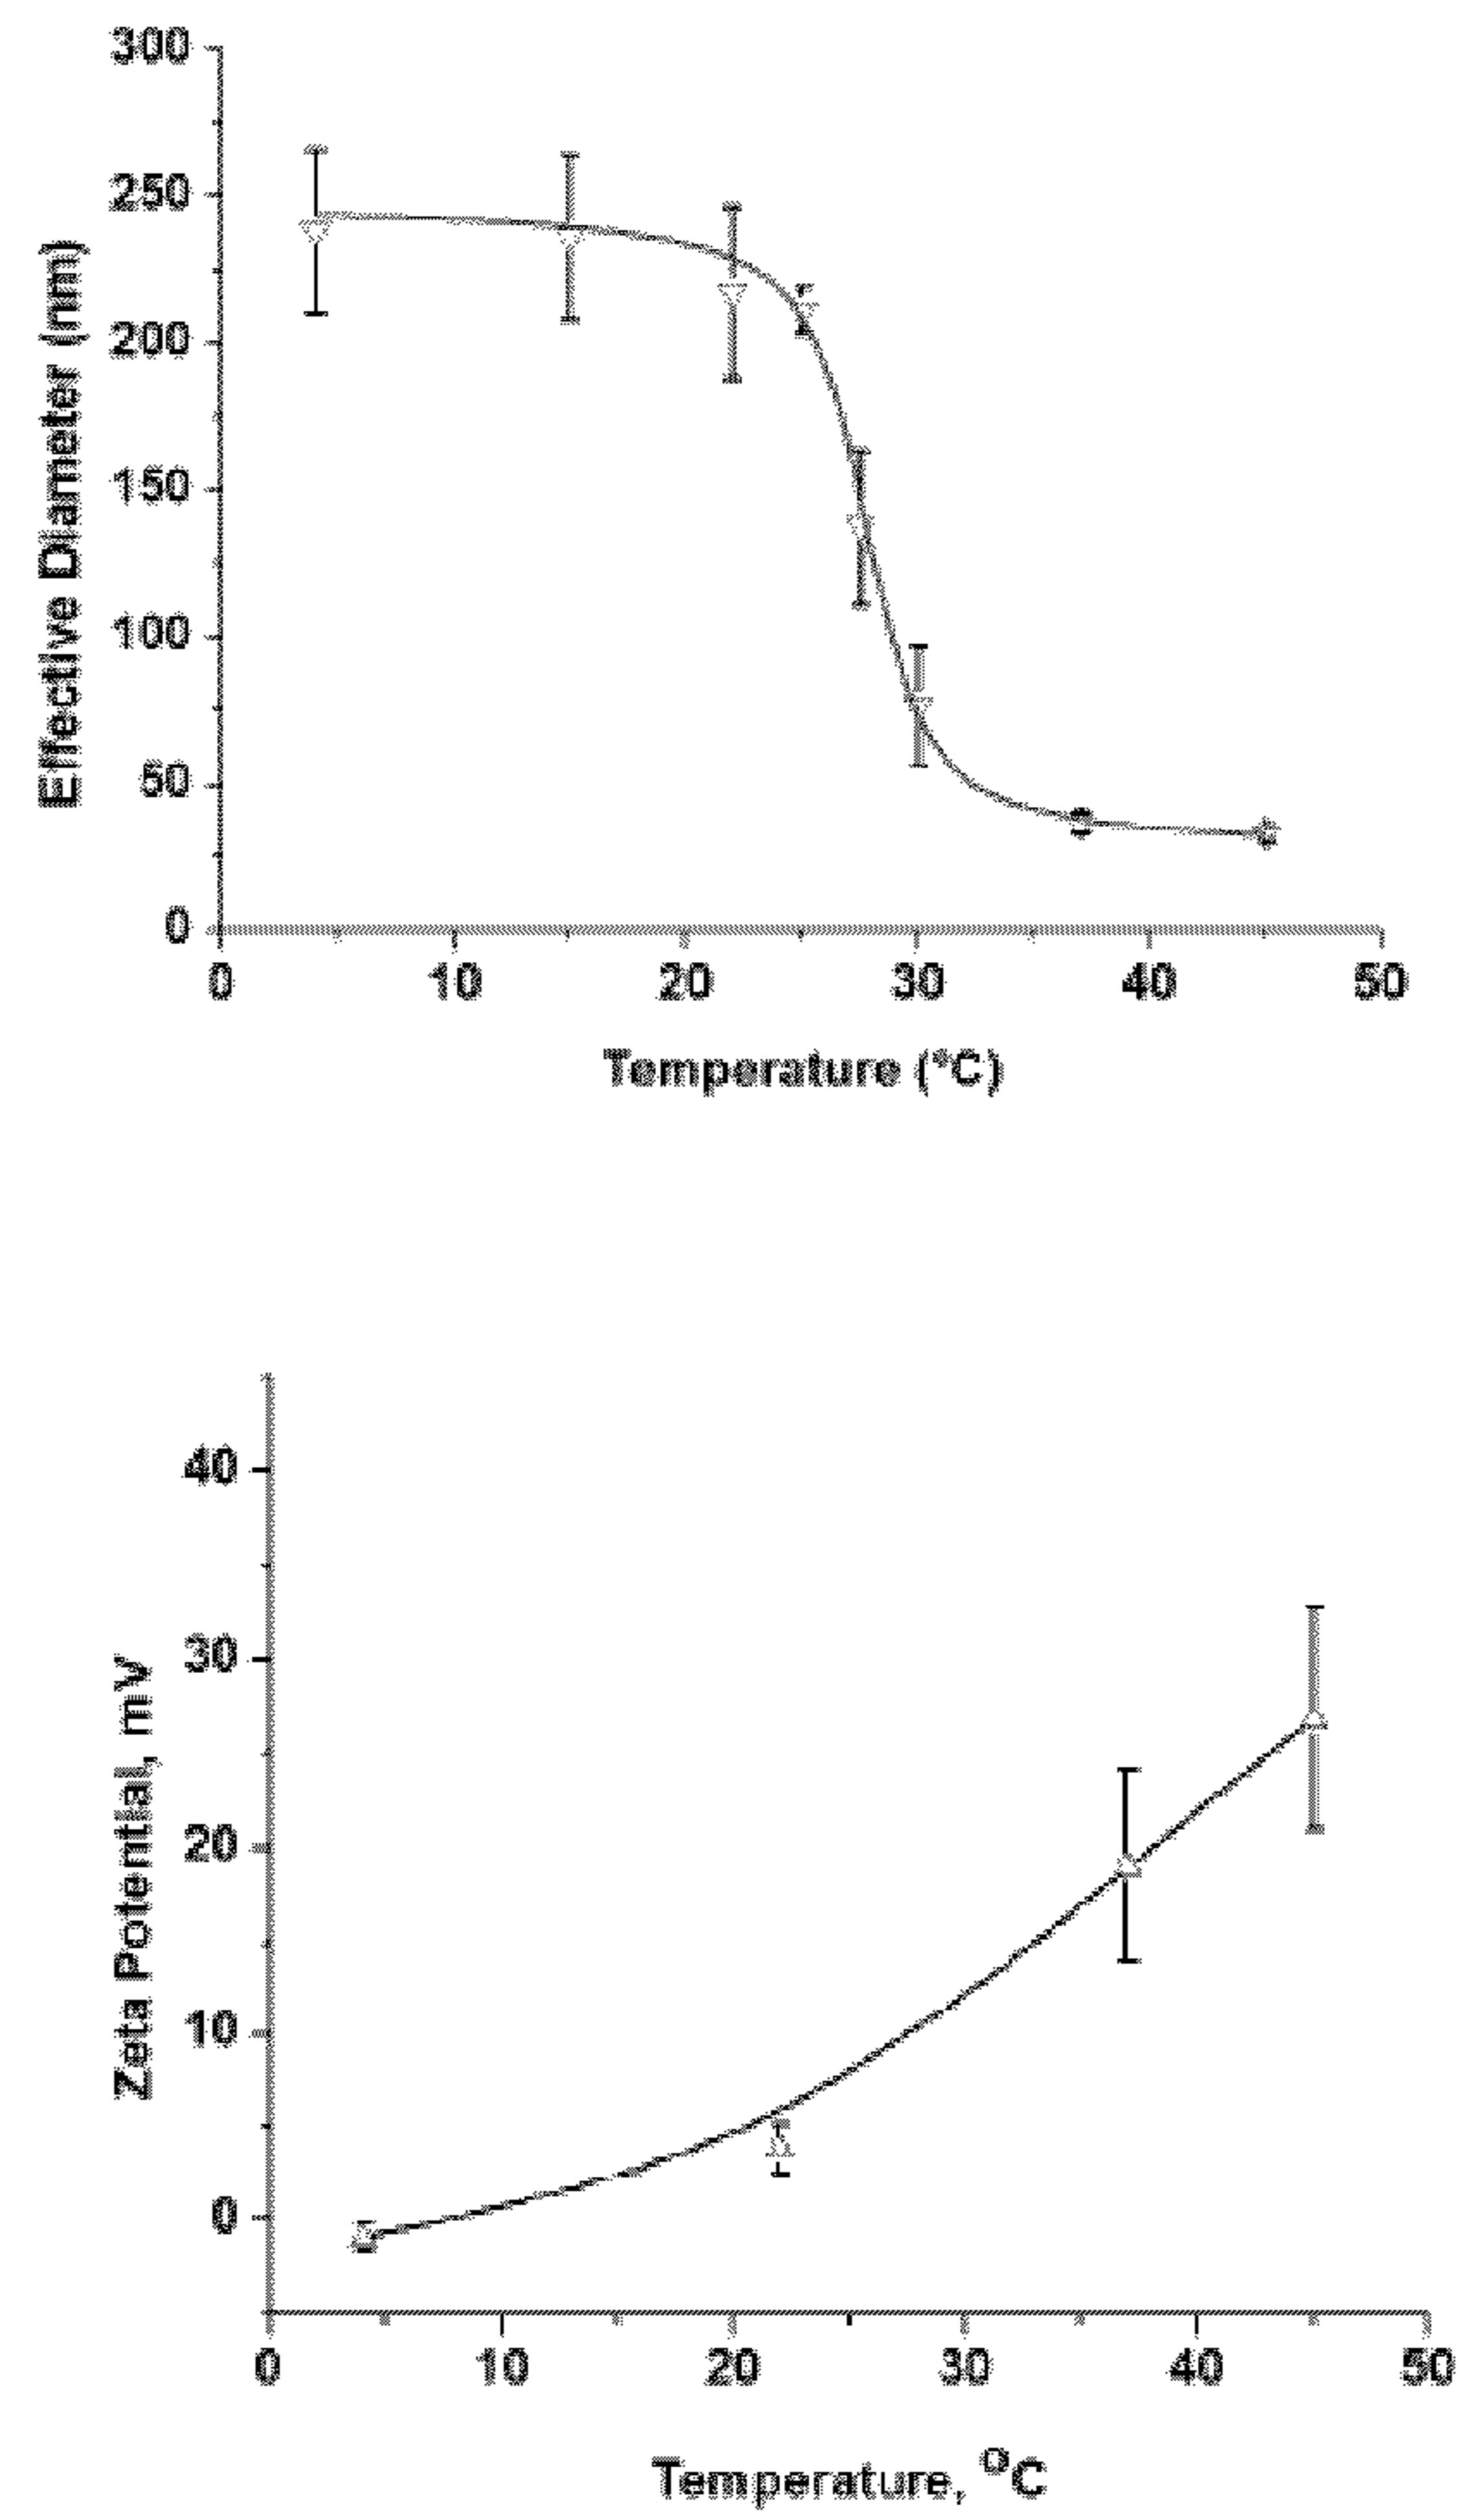 300
250
200
150
100
50
0
Effective Diameter (nm)
0 10 20 30 40 50
Temperature (°C)
40
30
20
10
0
Zeta Potential, mV
0 10 20 30 40 50
Temperature, °C